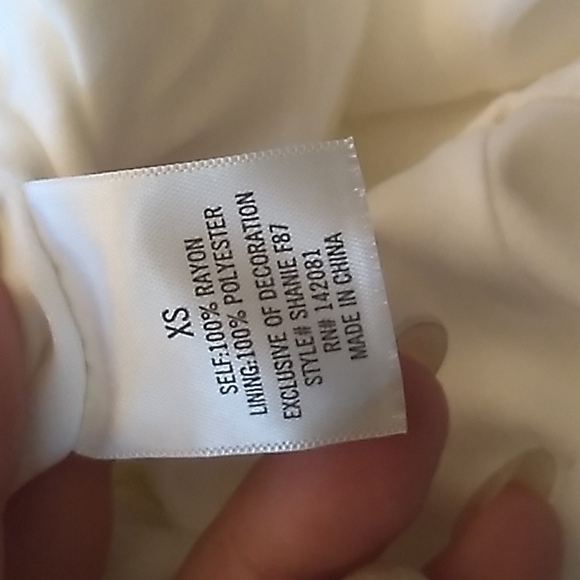 XS
SELF:100% RAYON
LINING:100% POLYESTER
EXCLUSIVE OF DECORATION
STYLE# SHANIE F87
RN# 142081
MADE IN CHINA